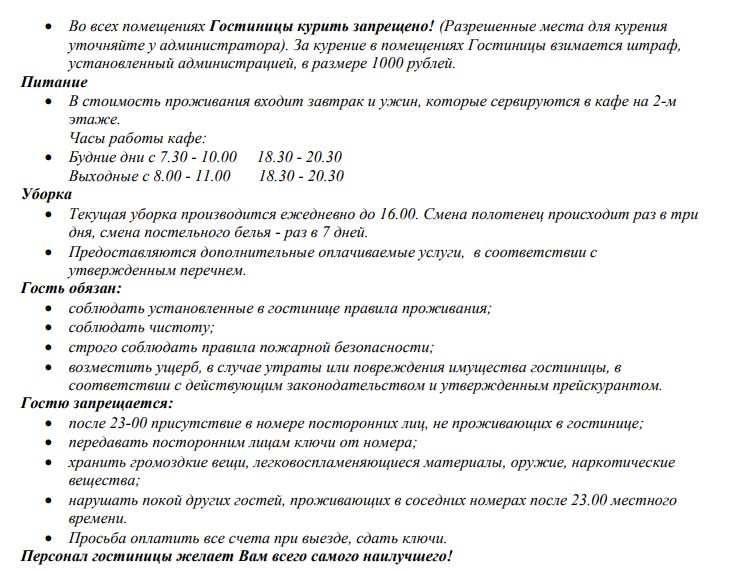 • Во всех помещениях Гостиницы курить запрещено! (Разрешенные места для курения
уточняйте у администратора). За курение в помещениях Гостиницы взимается штраф,
установленный администрацией, в размере 1000 рублей.
Питание
• В стоимость проживания входит завтрак и ужин, которые сервируются в кафе на 2-м
этаже.
Часы работы кафе:
• Будние дни с 7.30 - 10.00 18.30 - 20.30
Выходные с 8.00 - 11.00 18.30 - 20.30
Уборка
• Текущая уборка производится ежедневно до 16.00. Смена полотенец происходит раз в три
дня, смена постельного белья - раз в 7 дней.
• Предоставляются дополнительные оплачиваемые услуги, в соответствии с
утвержденным перечнем.
Гость обязан:
• соблюдать установленные в гостинице правила проживания;
• соблюдать чистоту;
• строго соблюдать правила пожарной безопасности;
• возместить ущерб, в случае утраты или повреждения имущества гостиницы, в
соответствии с действующим законодательством и утвержденным прейскурантом.
Гостю запрещается:
• после 23-00 присутствие в номере посторонних лиц, не проживающих в гостинице;
• передавать посторонним лицам ключи от номера;
• хранить громоздкие вещи, легковоспламеняющиеся материалы, оружие, наркотические
вещества;
• нарушать покой других гостей, проживающих в соседних номерах после 23.00 местного
времени.
• Просьба оплатить все счета при выезде, сдать ключи.
Персонал гостиницы желает Вам всего самого наилучшего!